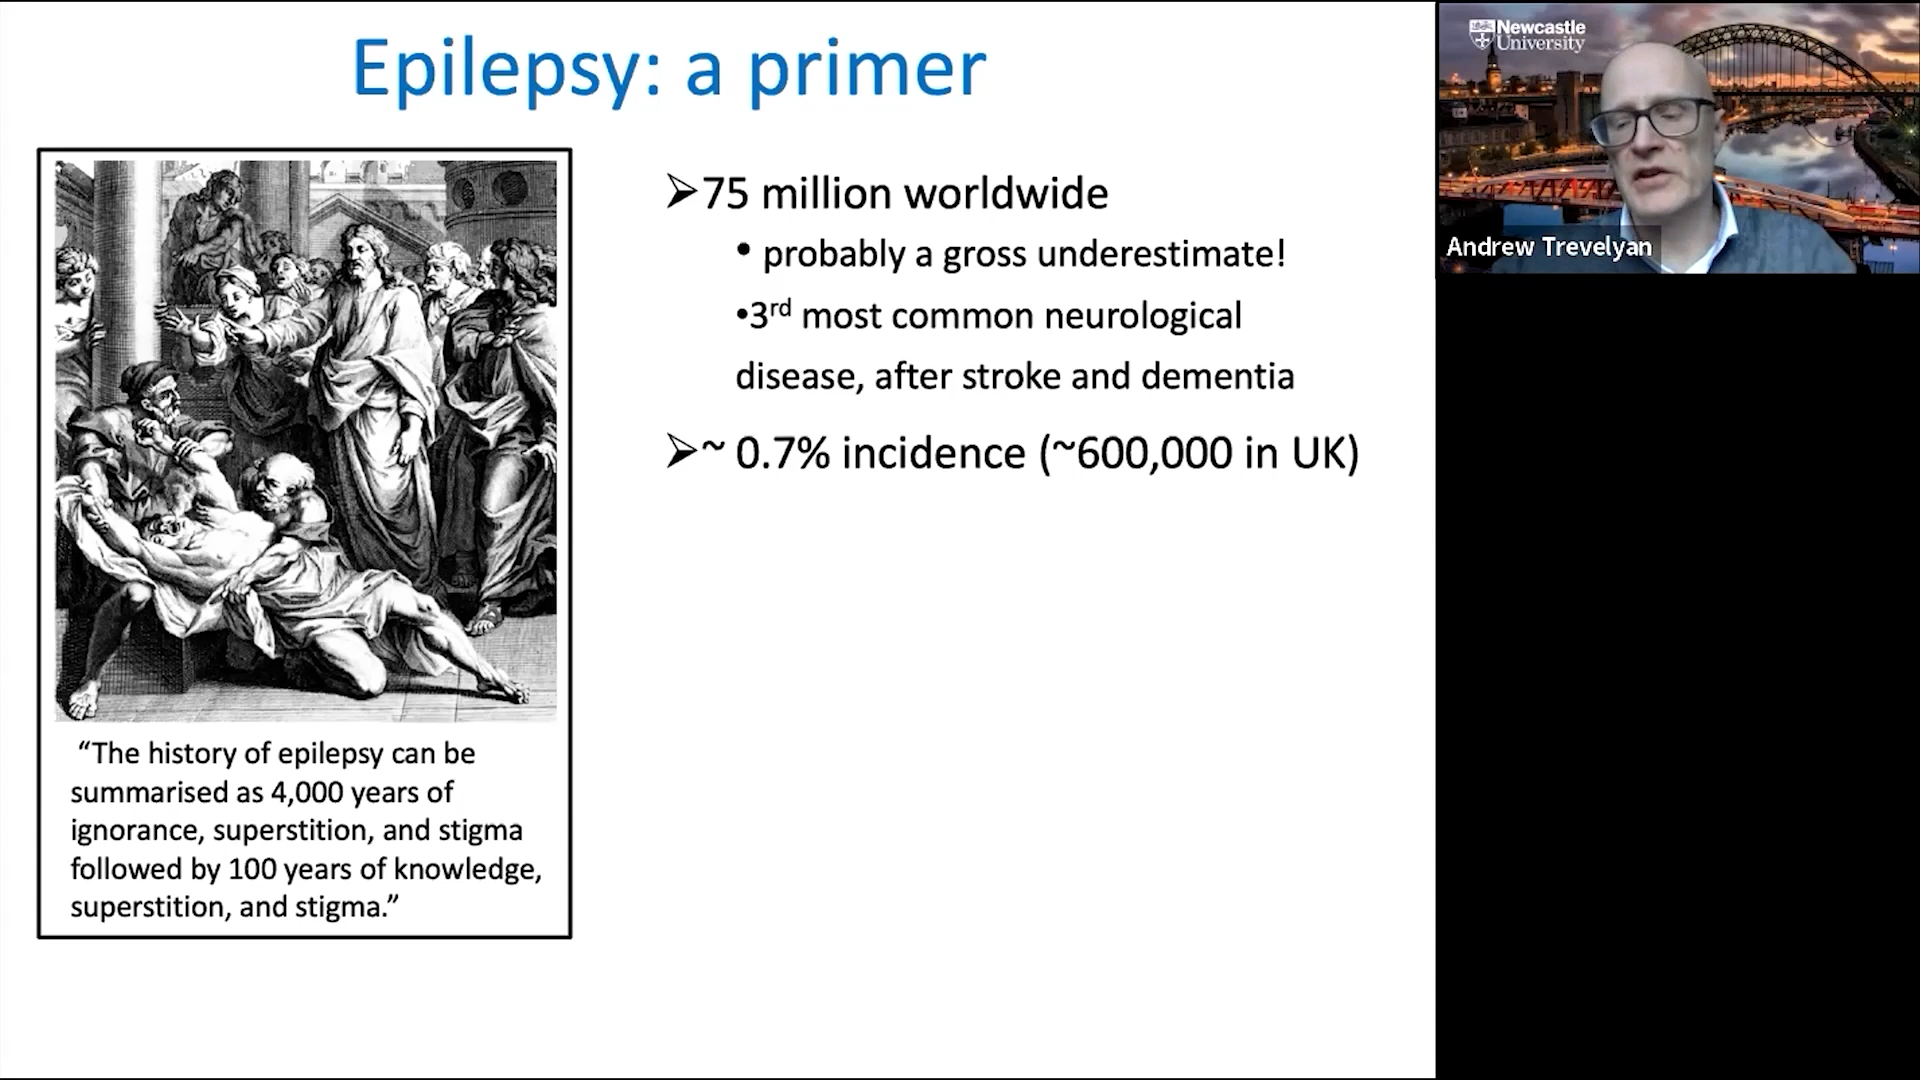 Epilepsy: a primer
➢75 million worldwide
• probably a gross underestimate!
•3rd most common neurological
disease, after stroke and dementia
➢~ 0.7% incidence (~600,000 in UK)
“The history of epilepsy can be
summarised as 4,000 years of
ignorance, superstition, and stigma
followed by 100 years of knowledge,
superstition, and stigma.”
Newcastle
University
Andrew Trevelyan